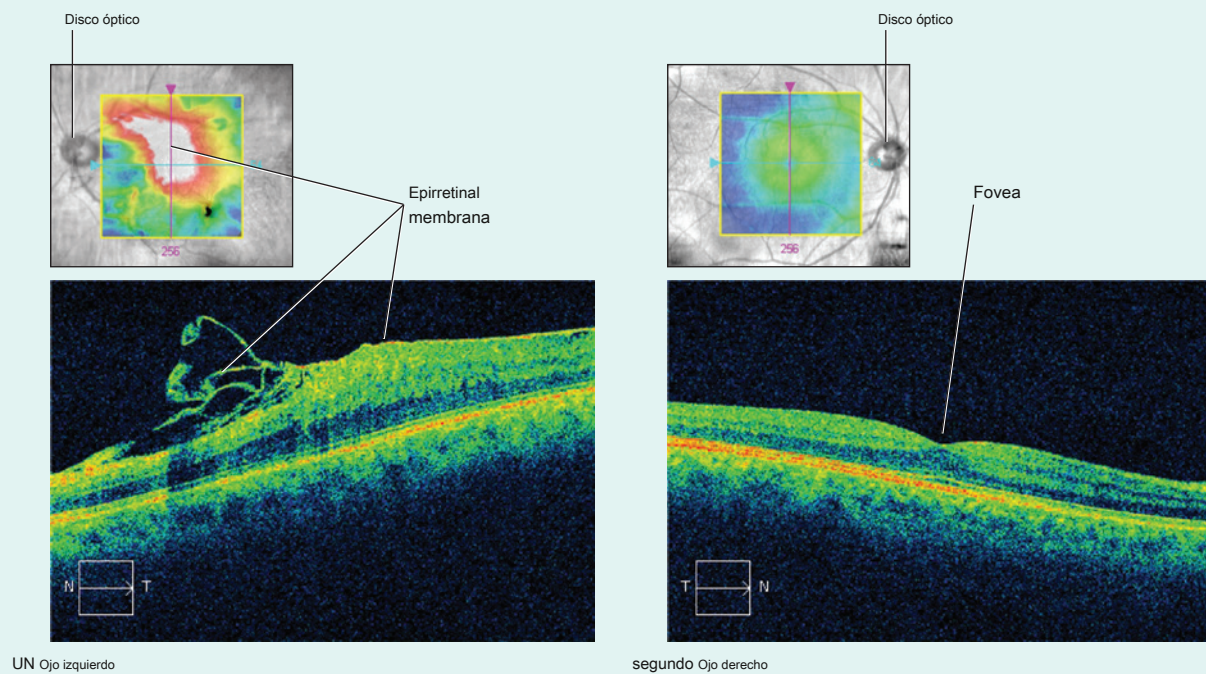 Disco óptico
Disco óptico
256
256
Epirretinal
membrana
Fovea
N
T
T
N
UN Ojo izquierdo
segundo Ojo derecho